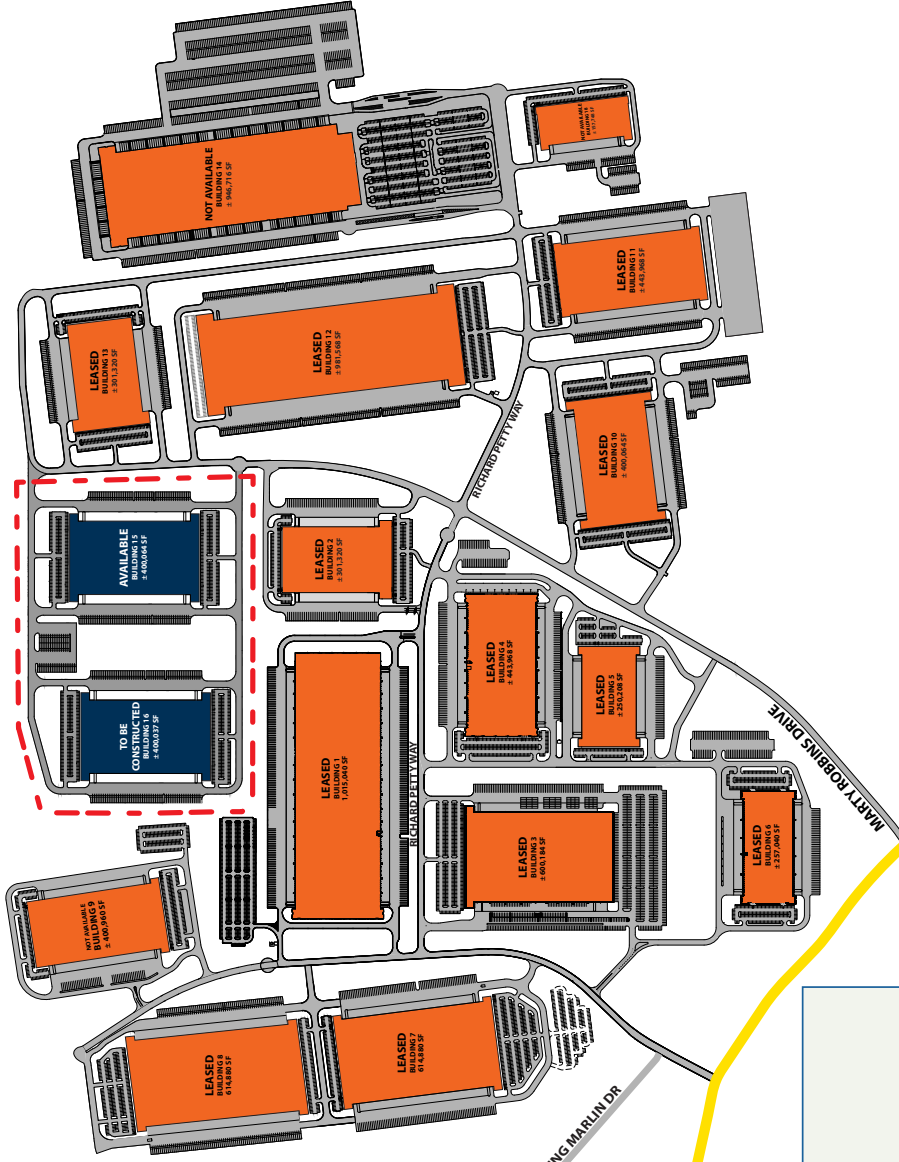 NOT AVAILABLE
BUILDING 14
± 946,716 SF
NOT AVAILABLE
LEASED
BUILDING 11
± 443,968 SF
LEASED
BUILDING 13
± 301,320 SF
LEASED
BUILDING 12
± 981,568 SF
RICHARD PETTY WAY
LEASED
BUILDING 10
± 400,064 SF
AVAILABLE
BUILDING 15
± 400,064 SF
LEASED
BUILDING 2
± 301,320 SF
LEASED
BUILDING 4
± 443,968 SF
LEASED
BUILDING 5
± 250,208 SF
TO BE
CONSTRUCTED
BUILDING 16
± 400,037 SF
LEASED
BUILDING 1
1,015,040 SF
RICHARD PETTY WAY
MARTY ROBBINS DRIVE
LEASED
BUILDING 3
± 600,184 SF
LEASED
BUILDING 6
± 257,040 SF
NOT AVAILABLE
BUILDING 9
± 400,960 SF
LEASED
BUILDING 8
614,880 SF
LEASED
BUILDING 7
614,880 SF
NG MARLIN DR